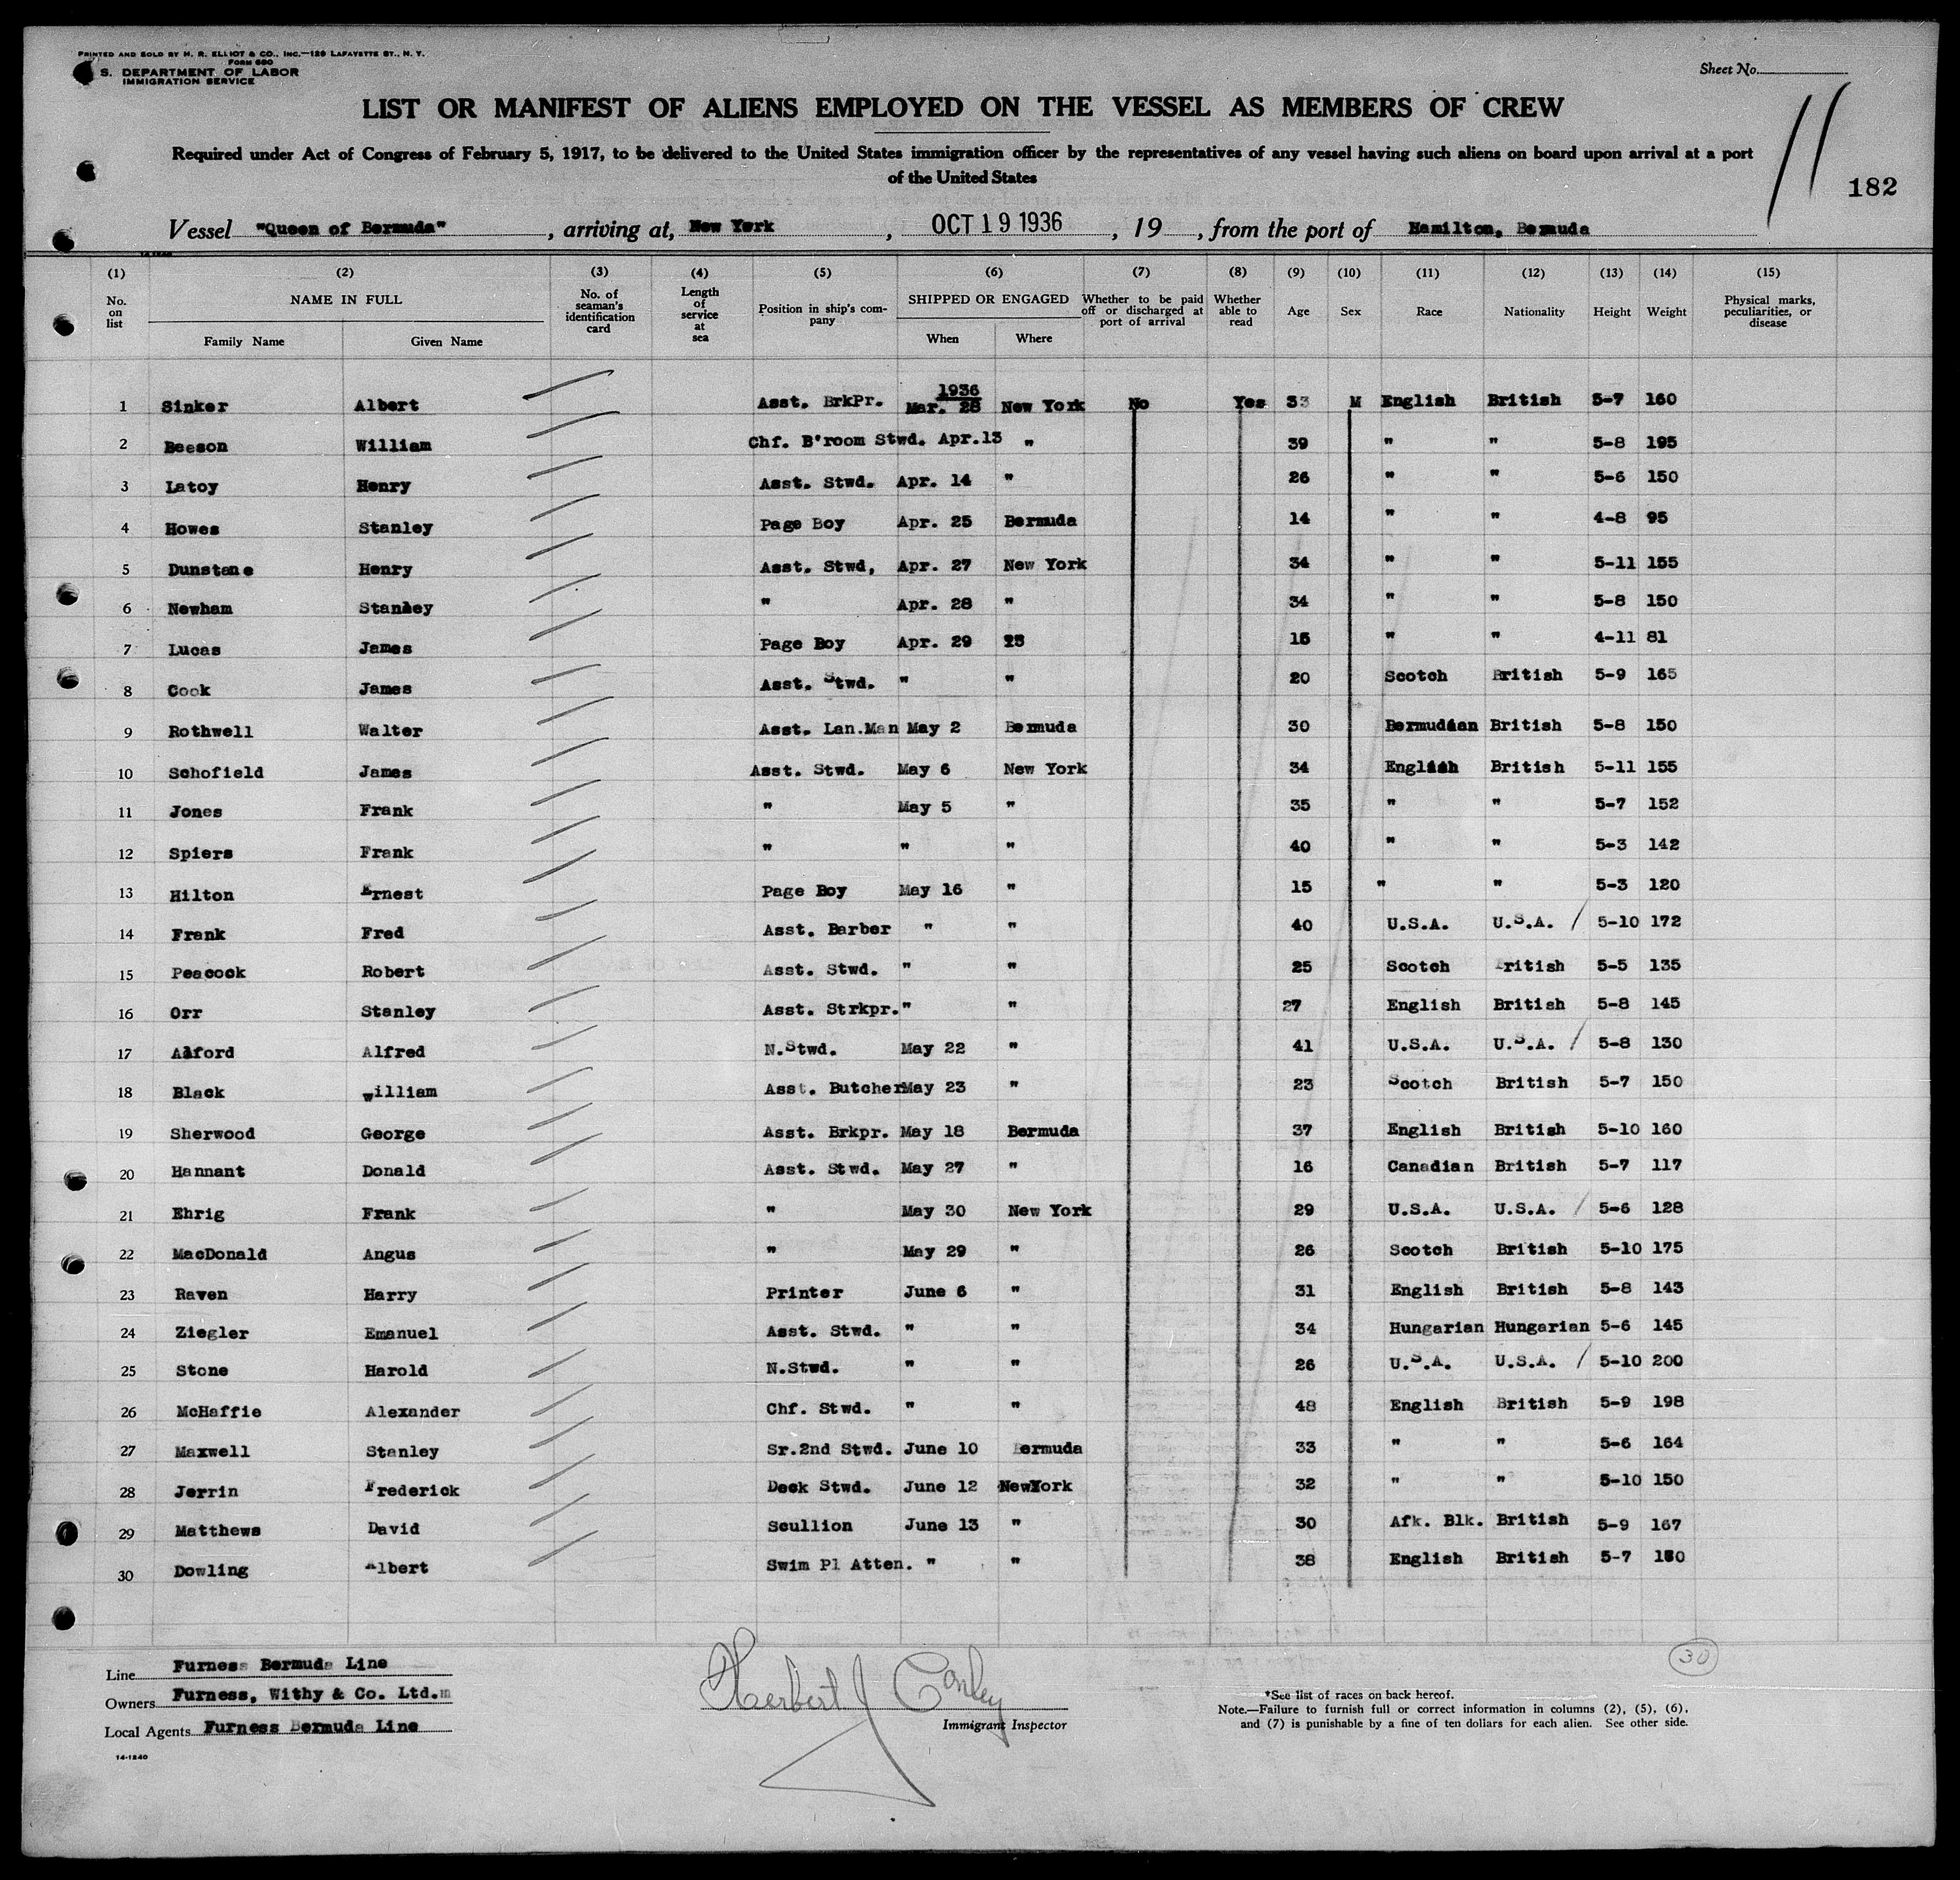 PRINTED AND SOLD BY H. R. ELLIOT & CO., INC.—129 LAFAYETTE ST., N. Y.
FORM 680
S. DEPARTMENT OF LABOR
IMMIGRATION SERVICE
Sheet No.
LIST OR MANIFEST OF ALIENS EMPLOYED ON THE VESSEL AS MEMBERS OF CREW
Required under Act of Congress of February 5, 1917, to be delivered to the United States immigration officer by the representatives of any vessel having such aliens on board upon arrival at a port
of the United States
11
182
Vessel "Queen of Bermuda", arriving at, New York, OCT 19 1936, 19, from the port of Hamilton, Bermuda
14-1240
(1) (2) (3) (4) (5) (6) (7) (8) (9) (10) (11) (12) (13) (14) (15)
No. on list
NAME IN FULL
Family Name Given Name
No. of seaman's identification card
Length of service at sea
Position in ship's company
SHIPPED OR ENGAGED
When Where
Whether to be paid off or discharged at port of arrival
Whether able to read
Age Sex Race Nationality Height Weight
Physical marks, peculiarities, or disease
1936
1 Sinker Albert Asst. BrkPr. Mar. 28 New York No Yes 33 M English British 5-7 160
2 Beeson William Chf. B'room Stwd. Apr.13 " 39 " " 5-8 195
3 Latoy Henry Asst. Stwd. Apr. 14 " 26 " " 5-6 150
4 Howes Stanley Page Boy Apr. 25 Bermuda 14 " " 4-8 95
5 Dunstane Henry Asst. Stwd, Apr. 27 New York 34 " " 5-11 155
6 Newham Stanley " Apr. 28 " 34 " " 5-8 150
7 Lucas James Page Boy Apr. 29 15 " " 4-11 81
8 Cook James Asst. Stwd. " " 20 Scotch British 5-9 165
9 Rothwell Walter Asst. Lan.Man May 2 Bermuda 30 Bermudian British 5-8 150
10 Schofield James Asst. Stwd. May 6 New York 34 English British 5-11 155
11 Jones Frank " May 5 " 35 " " 5-7 152
12 Spiers Frank " " " 40 " " 5-3 142
13 Hilton Ernest Page Boy May 16 " 15 " " 5-3 120
14 Frank Fred Asst. Barber " " 40 U.S.A. U.S.A. / 5-10 172
15 Peacock Robert Asst. Stwd. " " 25 Scotch British 5-5 135
16 Orr Stanley Asst. Strkpr. " " 27 English British 5-8 145
17 Alford Alfred N.Stwd. May 22 " 41 U.S.A. U.S.A. / 5-8 130
18 Black William Asst. Butcher May 23 " 23 Scotch British 5-7 150
19 Sherwood George Asst. Brkpr. May 18 Bermuda 37 English British 5-10 160
20 Hannant Donald Asst. Stwd. May 27 " 16 Canadian British 5-7 117
21 Ehrig Frank " May 30 New York 29 U.S.A. U.S.A. / 5-6 128
22 MacDonald Angus " May 29 " 26 Scotch British 5-10 175
23 Raven Harry Printer June 6 " 31 English British 5-8 143
24 Ziegler Emanuel Asst. Stwd. " " 34 Hungarian Hungarian 5-6 145
25 Stone Harold N.Stwd. " " 26 U.S.A. U.S.A. / 5-10 200
26 McHaffie Alexander Chf. Stwd. " " 48 English British 5-9 198
27 Maxwell Stanley Sr.2nd Stwd. June 10 Bermuda 33 " " 5-6 164
28 Jerrin Frederick Deck Stwd. June 12 NewYork 32 " " 5-10 150
29 Matthews David Scullion June 13 " 30 Afk. Blk. British 5-9 167
30 Dowling Albert Swim Pl Atten. " " 38 English British 5-7
30
Line Furness Bermuda Line
Owners Furness, Withy & Co. Ltd.
Local Agents Furness Bermuda Line
14-1240
Herbert J Conley
Immigrant Inspector
*See list of races on back hereof.
Note.—Failure to furnish full or correct information in columns (2), (5), (6),
and (7) is punishable by a fine of ten dollars for each alien. See other side.